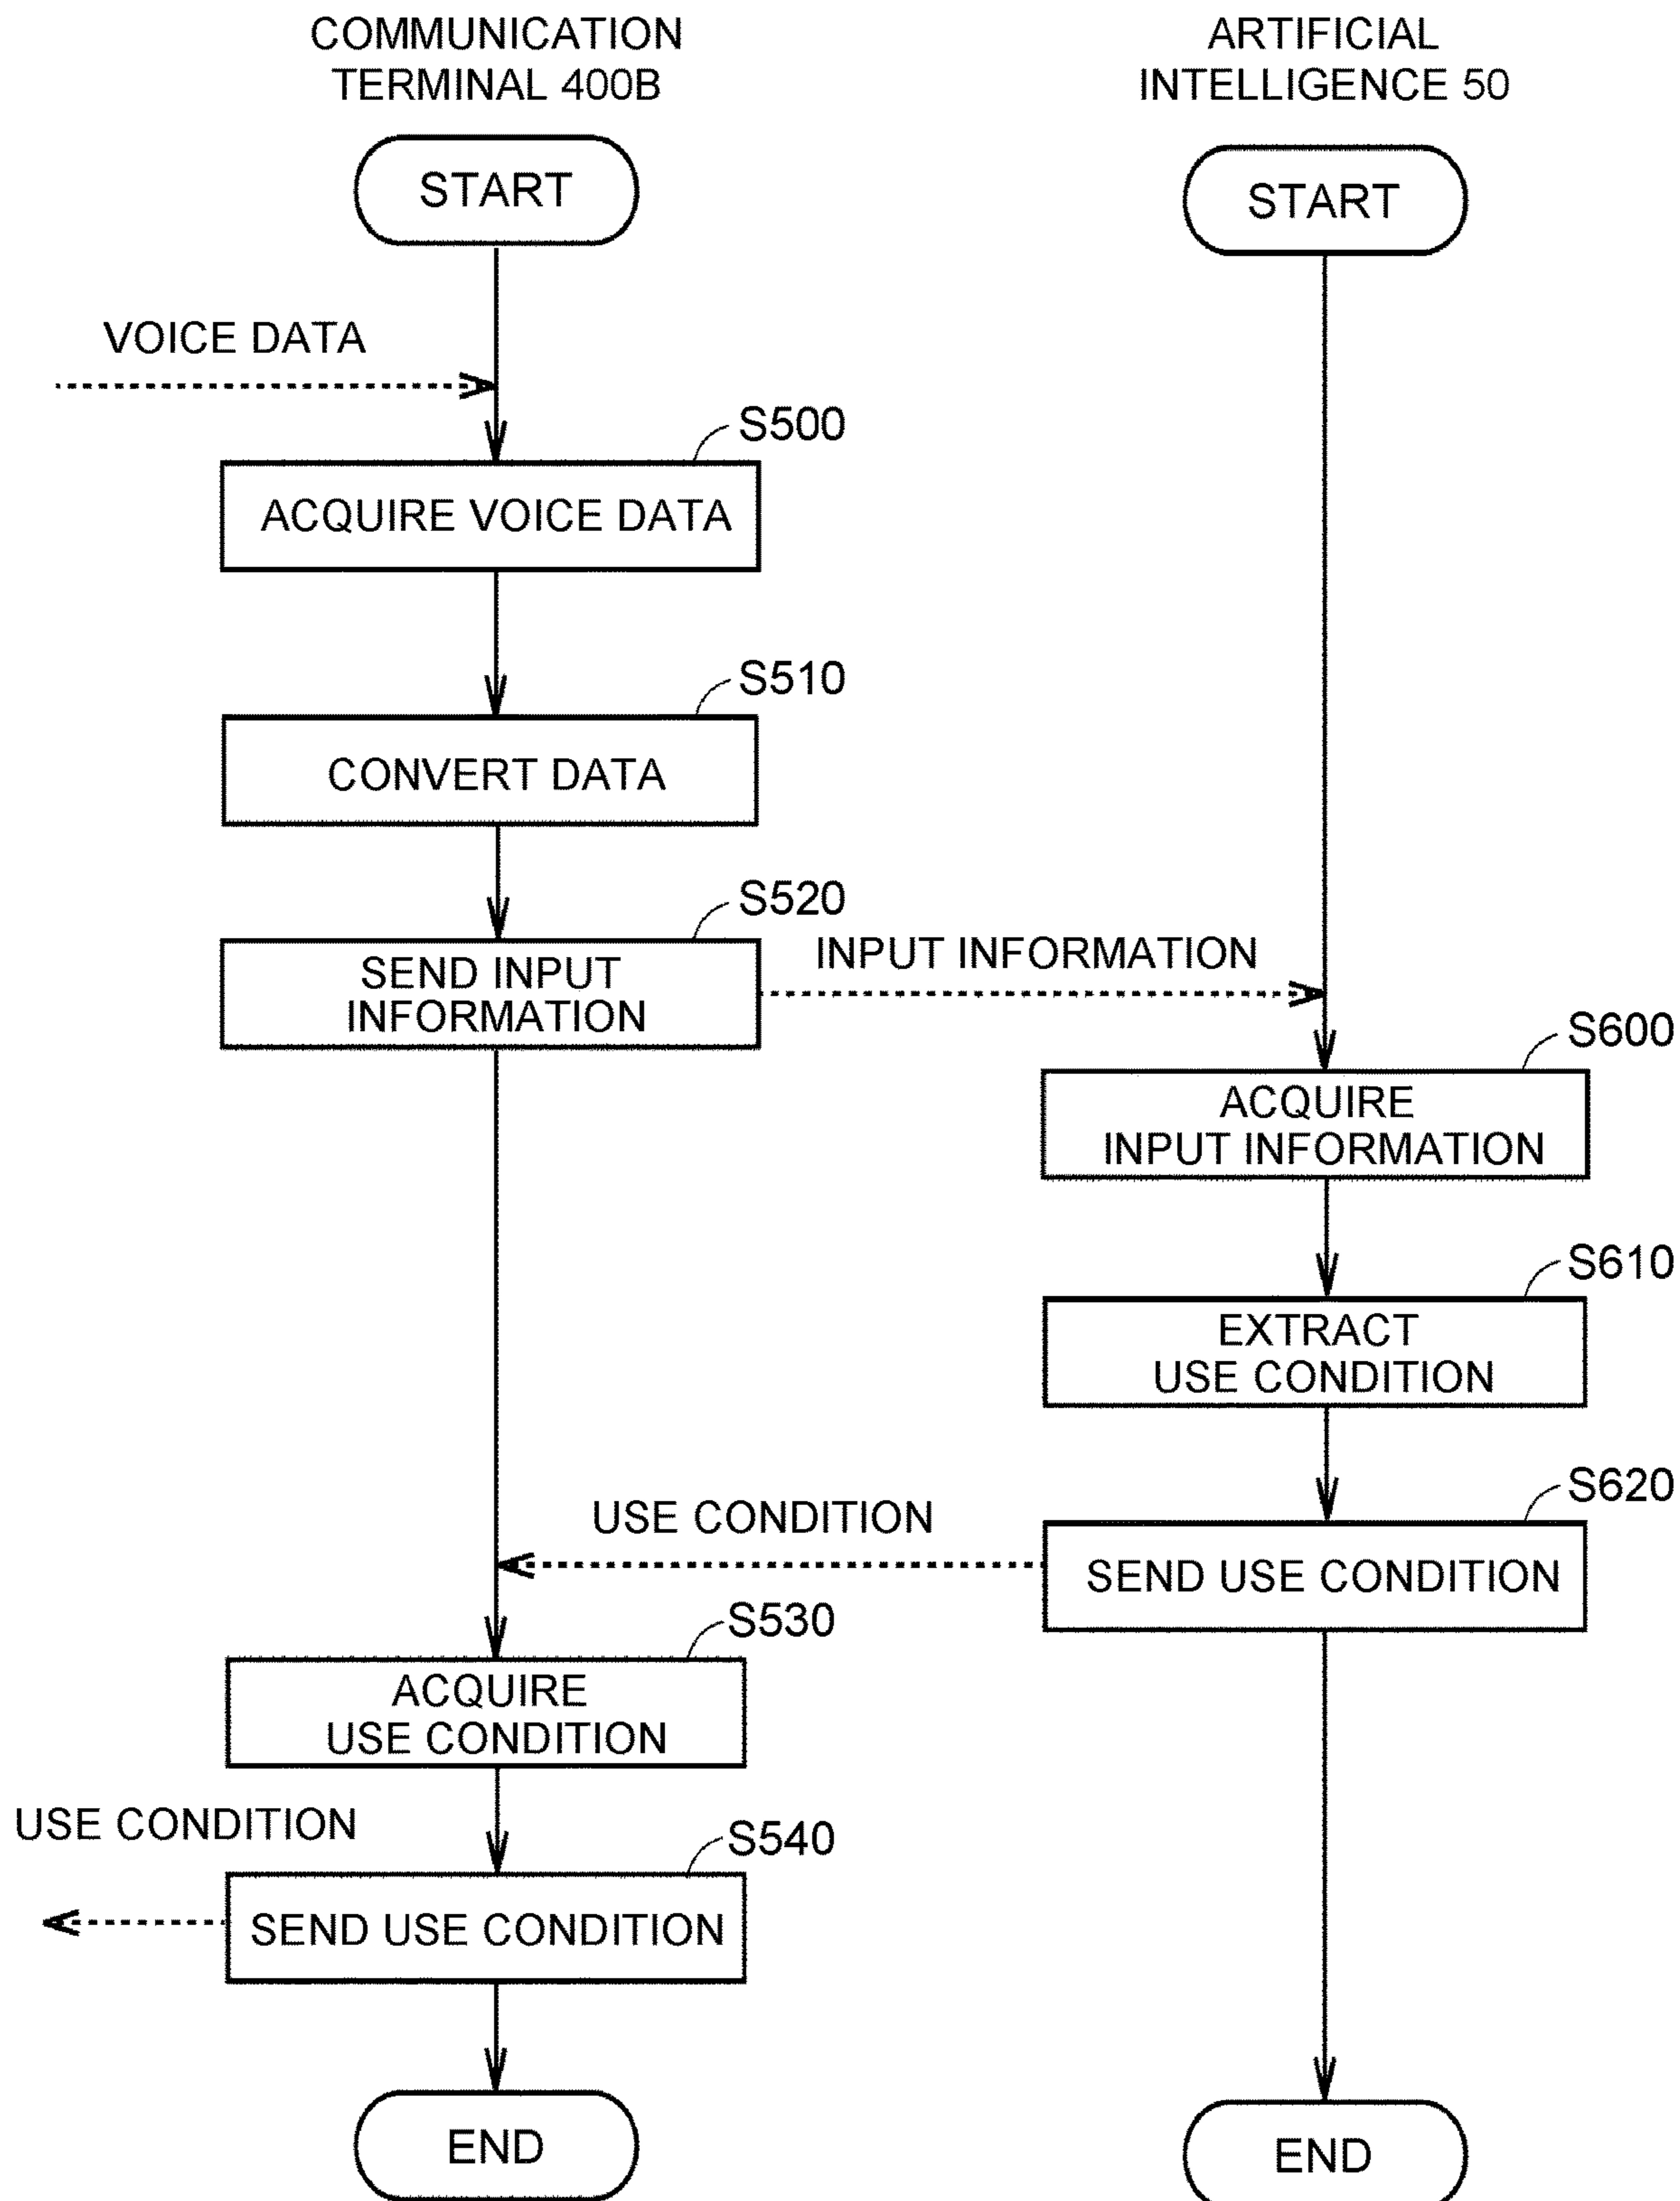 COMMUNICATION
TERMINAL 400B
ARTIFICIAL
INTELLIGENCE 50
START
START
VOICE DATA
S500
ACQUIRE VOICE DATA
S510
CONVERT DATA
S520
SEND INPUT
INFORMATION
INPUT INFORMATION
S600
ACQUIRE
INPUT INFORMATION
S610
EXTRACT
USE CONDITION
S620
USE CONDITION
SEND USE CONDITION
S530
ACQUIRE
USE CONDITION
USE CONDITION
S540
SEND USE CONDITION
END
END